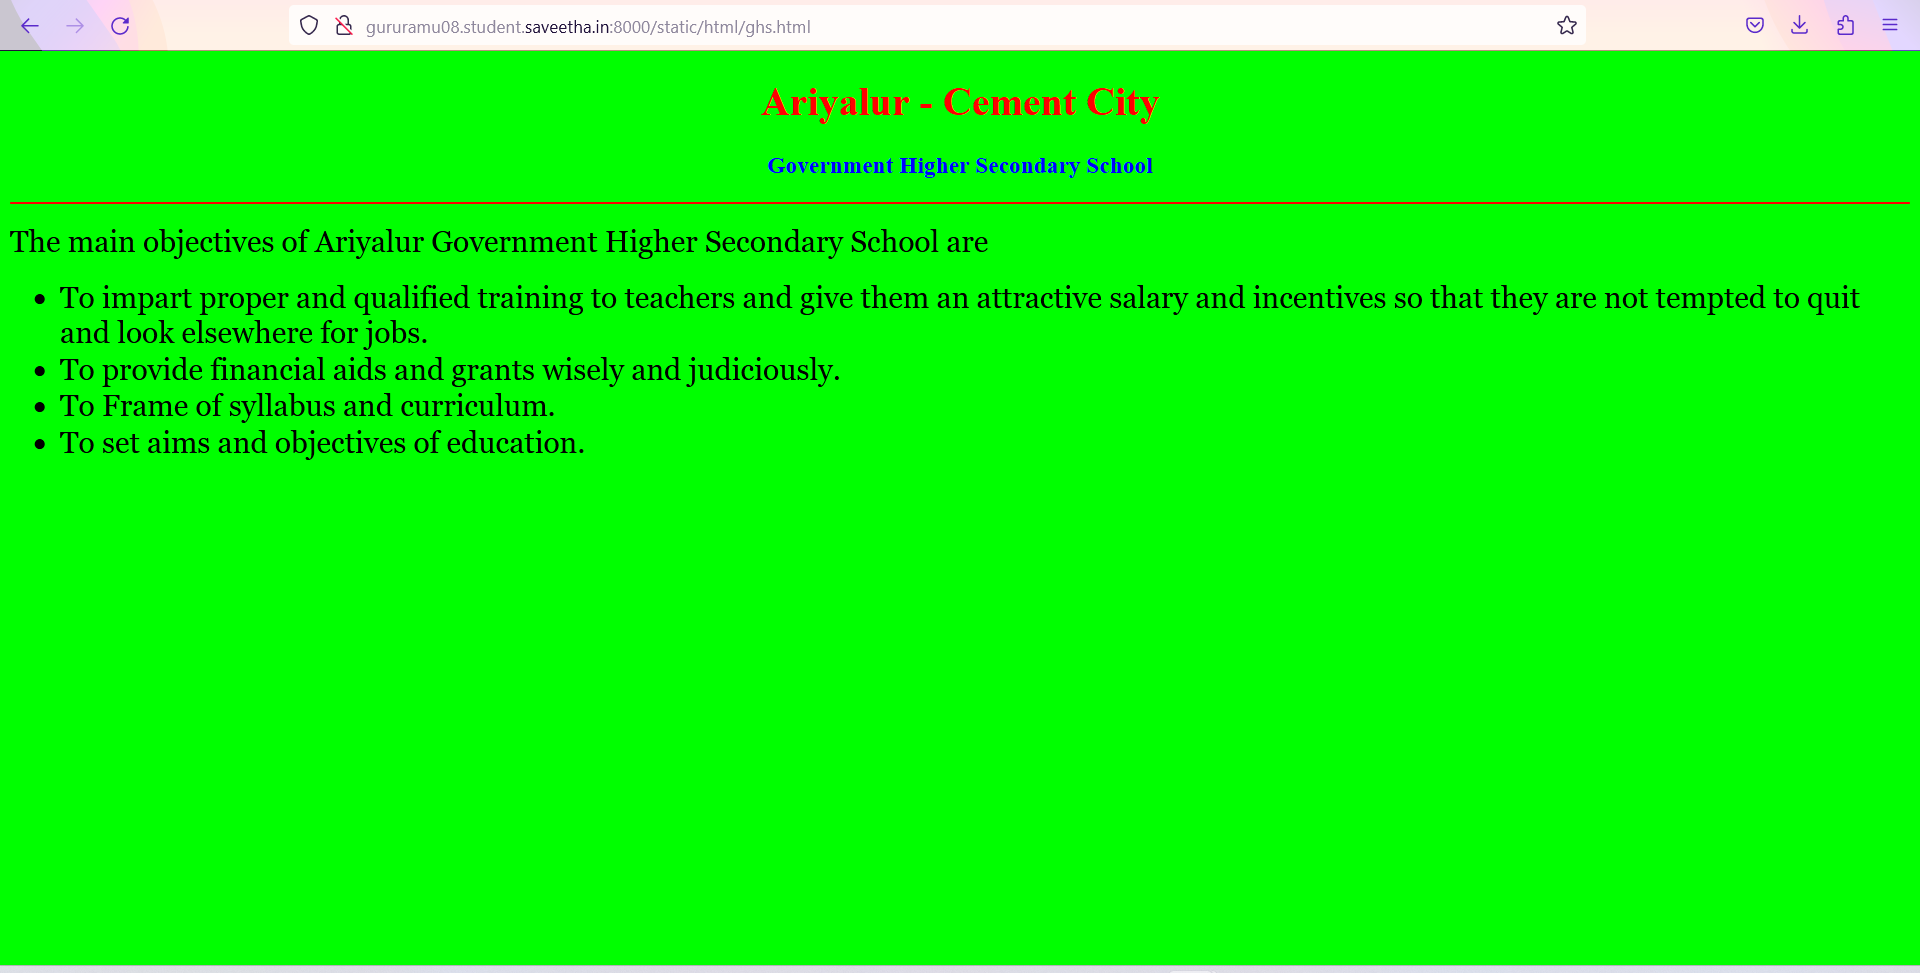 gururamu08.student.saveetha.in:8000/static/html/ghs.html
Ariyalur - Cement City
Government Higher Secondary School
The main objectives of Ariyalur Government Higher Secondary School are
• To impart proper and qualified training to teachers and give them an attractive salary and incentives so that they are not tempted to quit
and look elsewhere for jobs.
• To provide financial aids and grants wisely and judiciously.
• To Frame of syllabus and curriculum.
• To set aims and objectives of education.